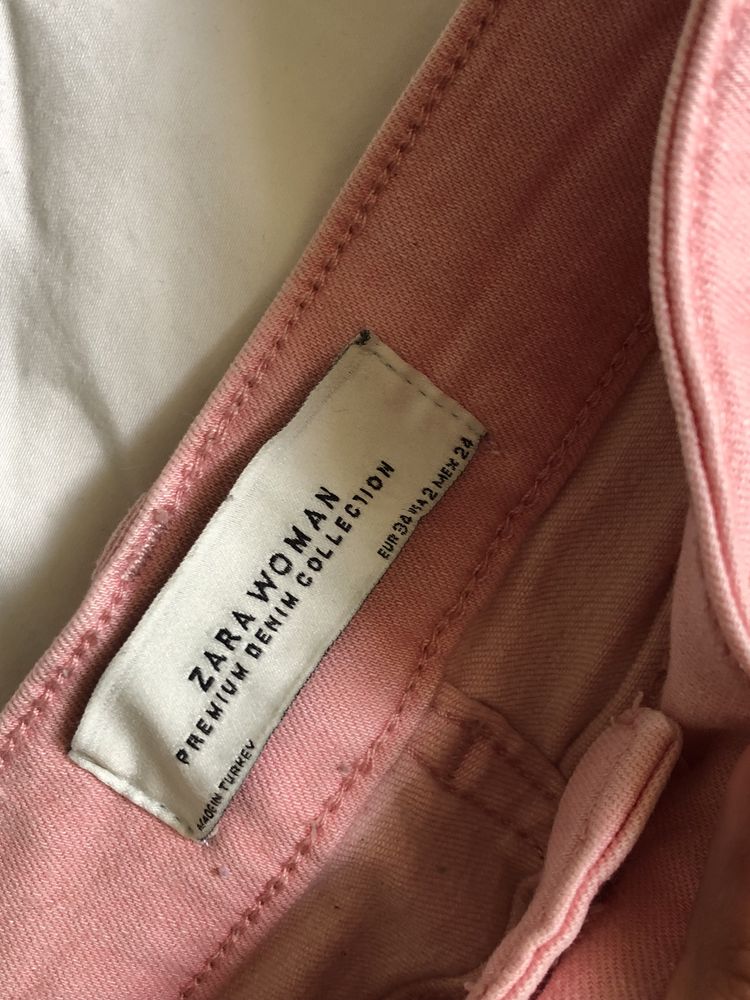 ZARA WOMAN
PREMIUM DENIM COLLECTION
MADE IN TURKEY
EUR 34 USA 2 MEX 24